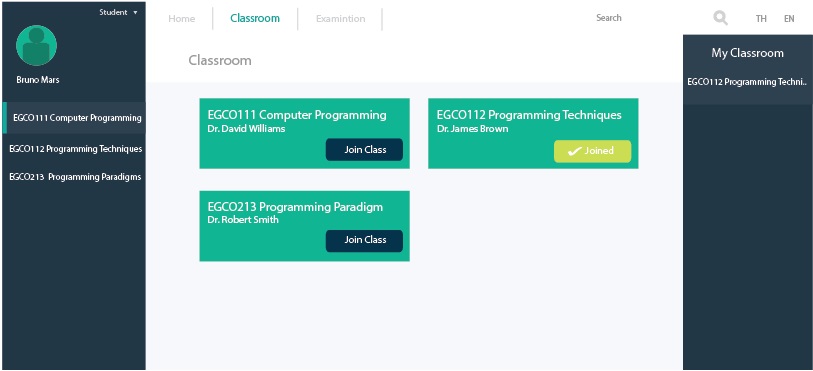 Student
Bruno Mars
EGCO111 Computer Programming
EGCO112 Programming Techniques
EGCO213 Programming Paradigms
Home
Classroom
Examintion
Search
TH
EN
Classroom
EGCO111 Computer Programming
Dr. David Williams
Join Class
EGCO112 Programming Techniques
Dr. James Brown
Joined
EGCO213 Programming Paradigm
Dr. Robert Smith
Join Class
My Classroom
EGCO112 Programming Techni..